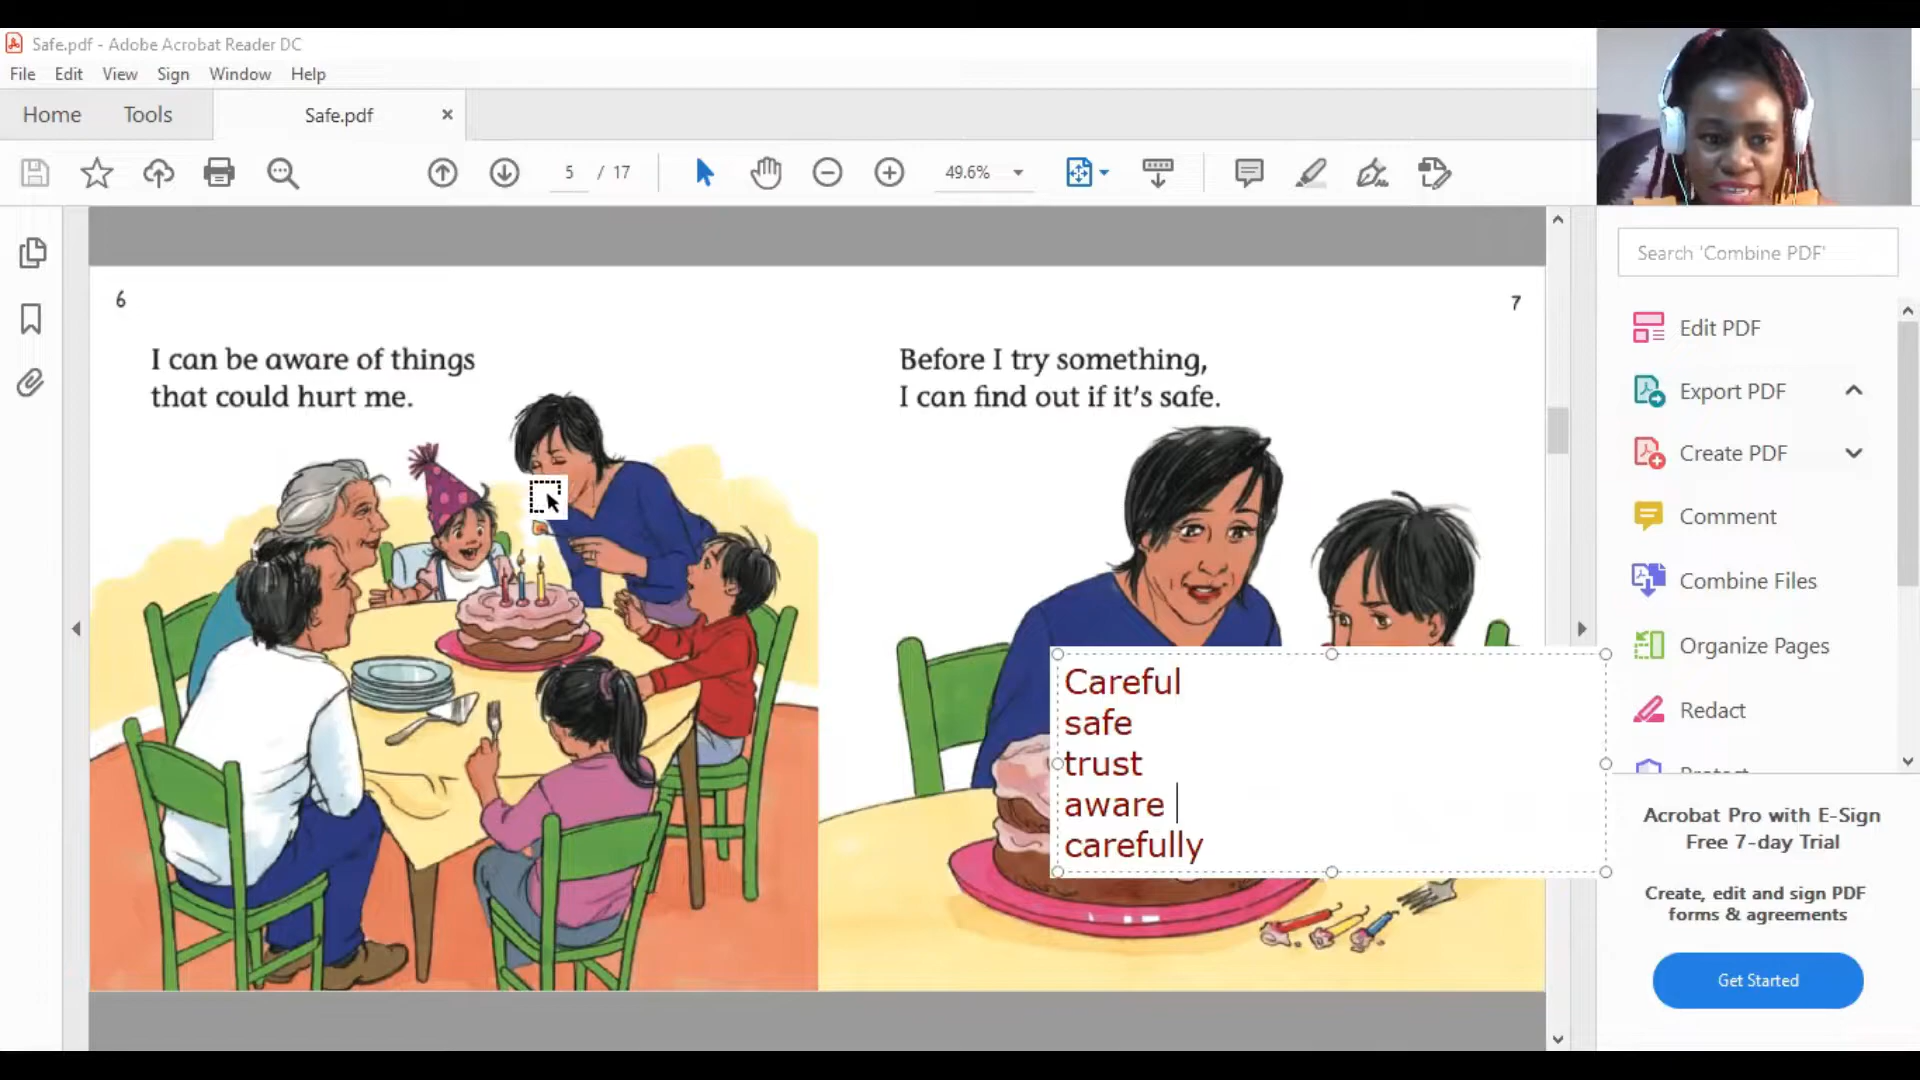 Safe.pdf - Adobe Acrobat Reader DC
File Edit View Sign Window Help
Home Tools Safe.pdf
5 / 17 49.6%
Search 'Combine PDF'
6
7
I can be aware of things
that could hurt me.
Before I try something,
I can find out if it's safe.
Careful
safe
trust
aware
carefully
Edit PDF
Export PDF
Create PDF
Comment
Combine Files
Organize Pages
Redact
Acrobat Pro with E-Sign
Free 7-day Trial
Create, edit and sign PDF
forms & agreements
Get Started